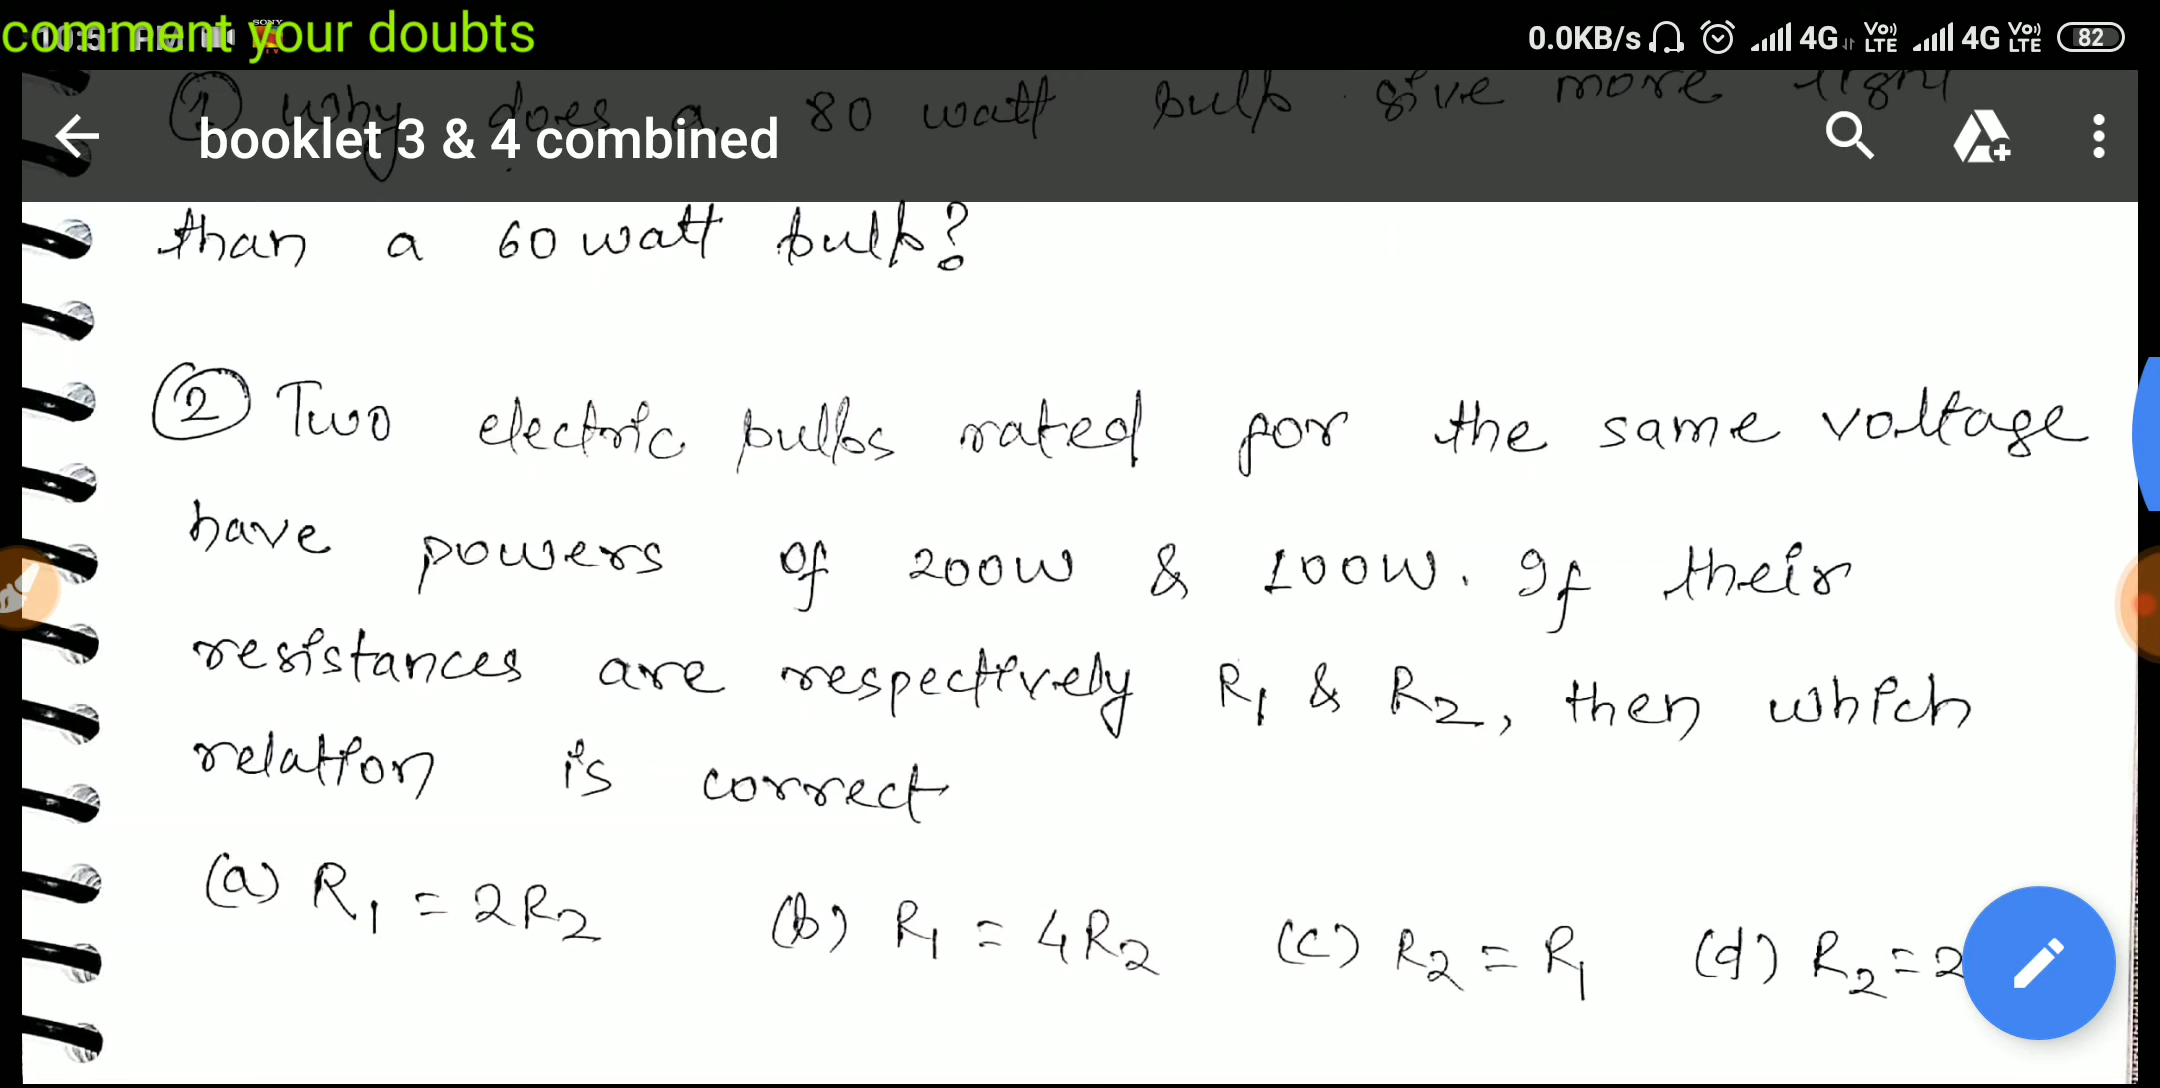 comment your doubts
0.0KB/s 4G VoLTE 4G VoLTE 82
① why does a 80 watt bulb give more light
booklet 3 & 4 combined
than a 60 watt bulb?
② Two electric bulbs rated for the same voltage
have powers of 200W & 100W. If their
resistances are respectively R₁ & R₂, then which
relation is correct
(a) R₁ = 2R₂ (b) R₁ = 4R₂ (c) R₂ = R₁ (d) R₂ = 2